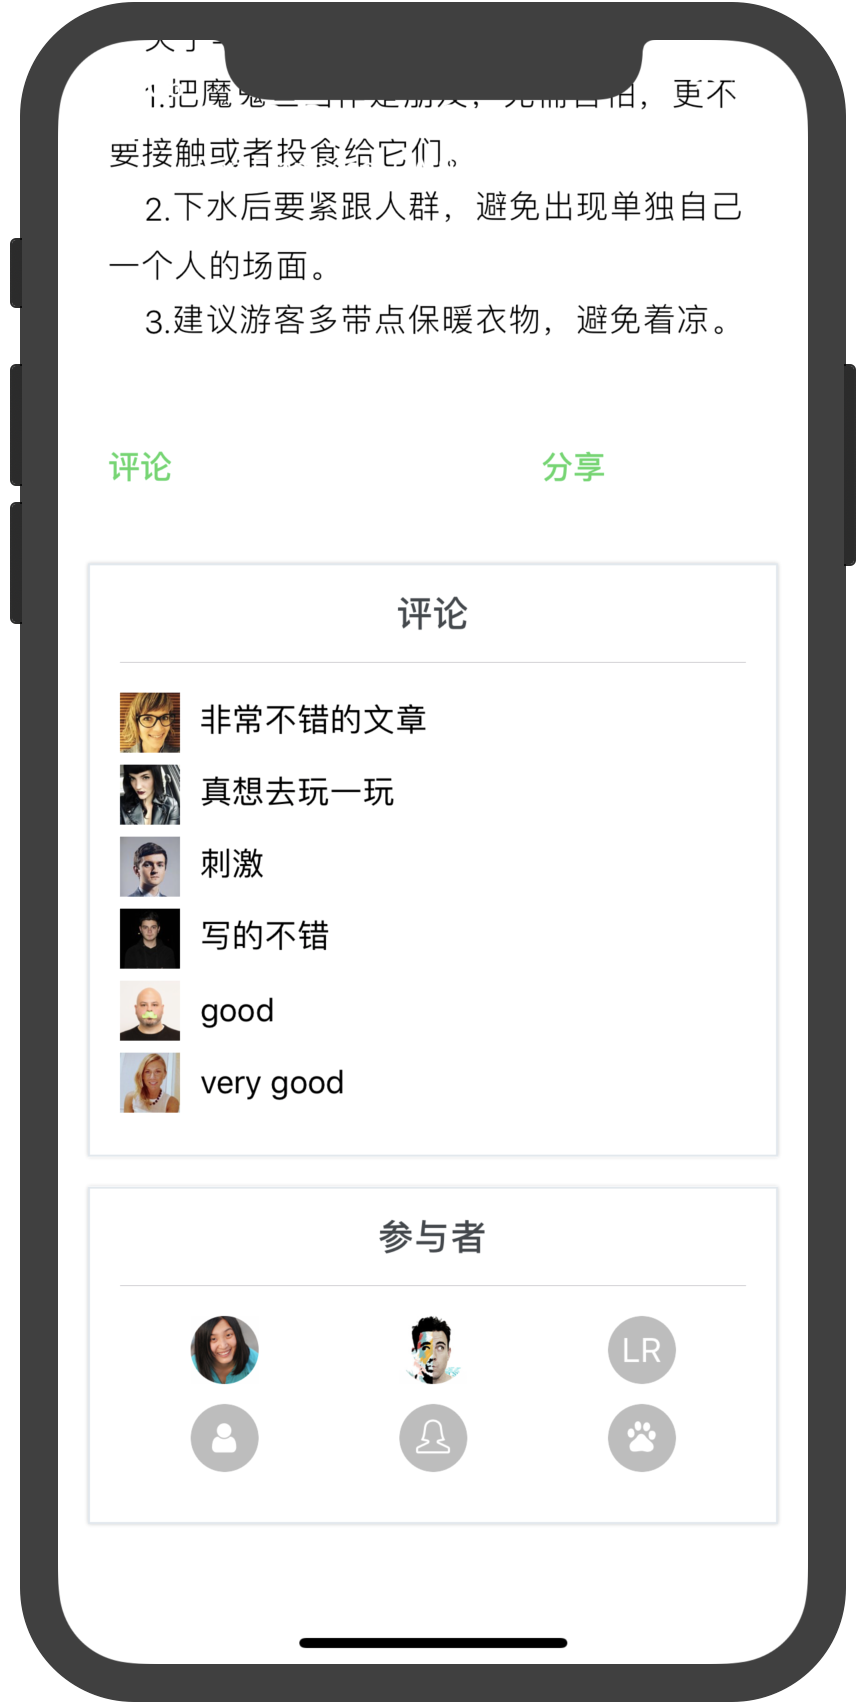 1.把魔鬼
更不
要接触或者投食给它们。
2.下水后要紧跟人群，避免出现单独自己
一个人的场面。
3.建议游客多带点保暖衣物，避免着凉。
评论
分享
评论
非常不错的文章
真想去玩一玩
刺激
写的不错
good
very good
参与者
LR